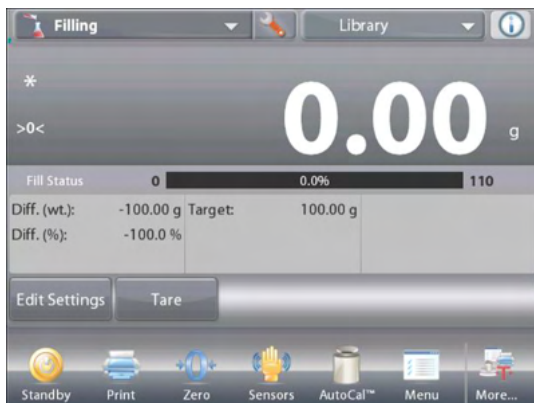 Filling Library
*
>0<
0.00 g
Fill Status 0 0.0% 110
Diff. (wt.): -100.00 g Target: 100.00 g
Diff. (%): -100.0 %
Edit Settings Tare
Standby Print Zero Sensors AutoCal™ Menu More...